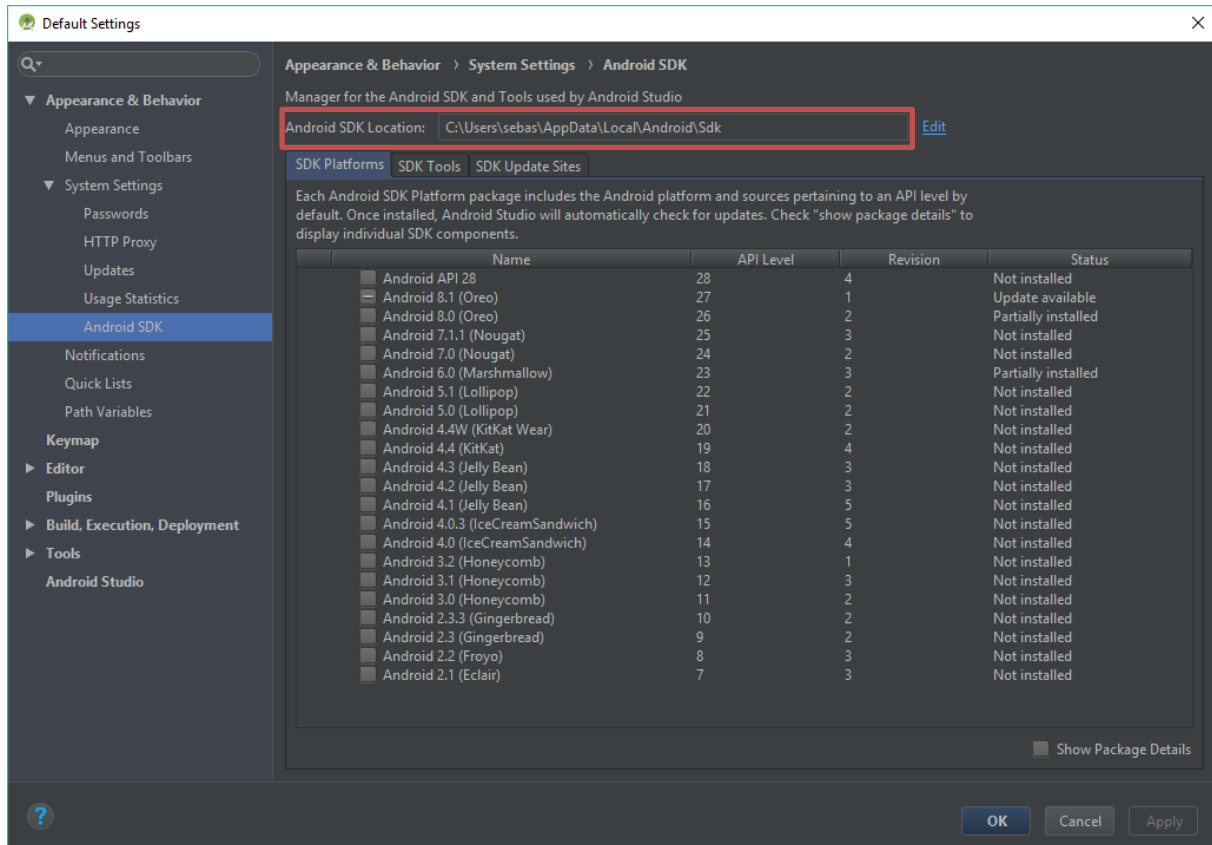 Default Settings
Appearance & Behavior
Appearance
Menus and Toolbars
System Settings
Passwords
HTTP Proxy
Updates
Usage Statistics
Android SDK
Notifications
Quick Lists
Path Variables
Keymap
Editor
Plugins
Build, Execution, Deployment
Tools
Android Studio
Appearance & Behavior › System Settings › Android SDK
Manager for the Android SDK and Tools used by Android Studio
Android SDK Location: C:\Users\sebas\AppData\Local\Android\Sdk Edit
SDK Platforms SDK Tools SDK Update Sites
Each Android SDK Platform package includes the Android platform and sources pertaining to an API level by
default. Once installed, Android Studio will automatically check for updates. Check "show package details" to
display individual SDK components.
Name API Level Revision Status
Android API 28 28 4 Not installed
Android 8.1 (Oreo) 27 1 Update available
Android 8.0 (Oreo) 26 2 Partially installed
Android 7.1.1 (Nougat) 25 3 Not installed
Android 7.0 (Nougat) 24 2 Not installed
Android 6.0 (Marshmallow) 23 3 Partially installed
Android 5.1 (Lollipop) 22 2 Not installed
Android 5.0 (Lollipop) 21 2 Not installed
Android 4.4W (KitKat Wear) 20 2 Not installed
Android 4.4 (KitKat) 19 4 Not installed
Android 4.3 (Jelly Bean) 18 3 Not installed
Android 4.2 (Jelly Bean) 17 3 Not installed
Android 4.1 (Jelly Bean) 16 5 Not installed
Android 4.0.3 (IceCreamSandwich) 15 5 Not installed
Android 4.0 (IceCreamSandwich) 14 4 Not installed
Android 3.2 (Honeycomb) 13 1 Not installed
Android 3.1 (Honeycomb) 12 3 Not installed
Android 3.0 (Honeycomb) 11 2 Not installed
Android 2.3.3 (Gingerbread) 10 2 Not installed
Android 2.3 (Gingerbread) 9 2 Not installed
Android 2.2 (Froyo) 8 3 Not installed
Android 2.1 (Eclair) 7 3 Not installed
Show Package Details
?
OK Cancel Apply